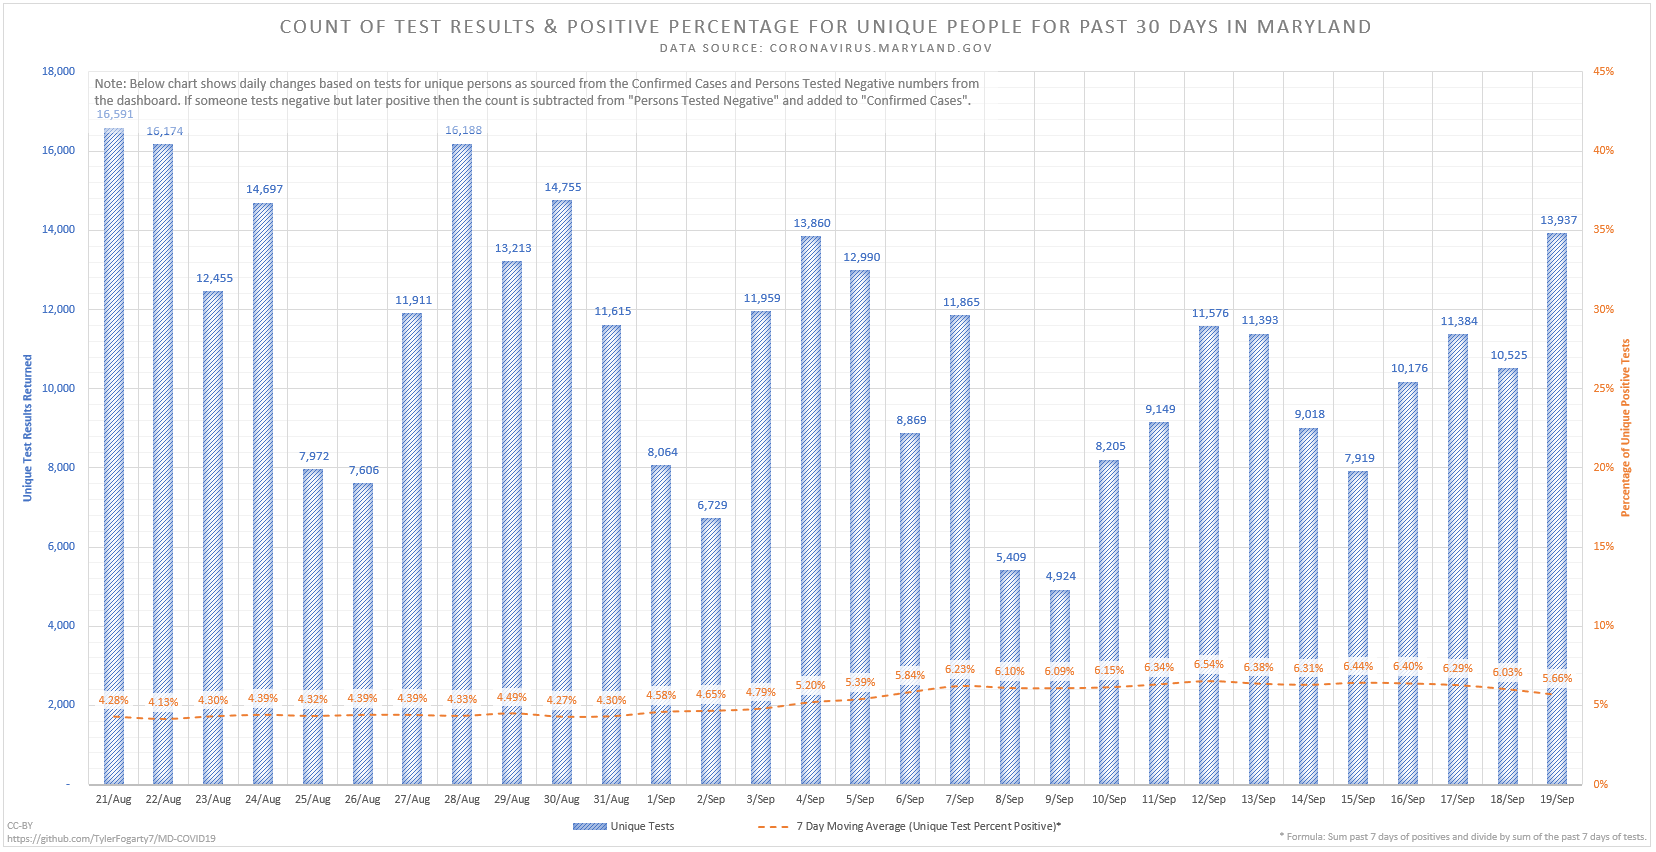 COUNT OF TEST RESULTS & POSITIVE PERCENTAGE FOR UNIQUE PEOPLE FOR PAST 30 DAYS IN MARYLAND
DATA SOURCE: CORONAVIRUS.MARYLAND.GOV
Note: Below chart shows daily changes based on tests for unique persons as sourced from the Confirmed Cases and Persons Tested Negative numbers from
the dashboard. If someone tests negative but later positive then the count is subtracted from "Persons Tested Negative" and added to "Confirmed Cases".
Unique Test Results Returned
18,000
16,000
14,000
12,000
10,000
8,000
6,000
4,000
2,000
-
16,591
16,174
12,455
14,697
7,972
7,606
11,911
16,188
13,213
14,755
11,615
8,064
6,729
11,959
13,860
12,990
8,869
11,865
5,409
4,924
8,205
9,149
11,576
11,393
9,018
7,919
10,176
11,384
10,525
13,937
4.28%
4.13%
4.30%
4.39%
4.32%
4.39%
4.39%
4.33%
4.49%
4.27%
4.30%
4.58%
4.65%
4.79%
5.20%
5.39%
5.84%
6.23%
6.10%
6.09%
6.15%
6.34%
6.54%
6.38%
6.31%
6.44%
6.40%
6.29%
6.03%
5.66%
45%
40%
35%
30%
25%
20%
15%
10%
5%
0%
Percentage of Unique Positive Tests
21/Aug
22/Aug
23/Aug
24/Aug
25/Aug
26/Aug
27/Aug
28/Aug
29/Aug
30/Aug
31/Aug
1/Sep
2/Sep
3/Sep
4/Sep
5/Sep
6/Sep
7/Sep
8/Sep
9/Sep
10/Sep
11/Sep
12/Sep
13/Sep
14/Sep
15/Sep
16/Sep
17/Sep
18/Sep
19/Sep
Unique Tests
7 Day Moving Average (Unique Test Percent Positive)*
CC-BY
https://github.com/TylerFogarty7/MD-COVID19
* Formula: Sum past 7 days of positives and divide by sum of the past 7 days of tests.